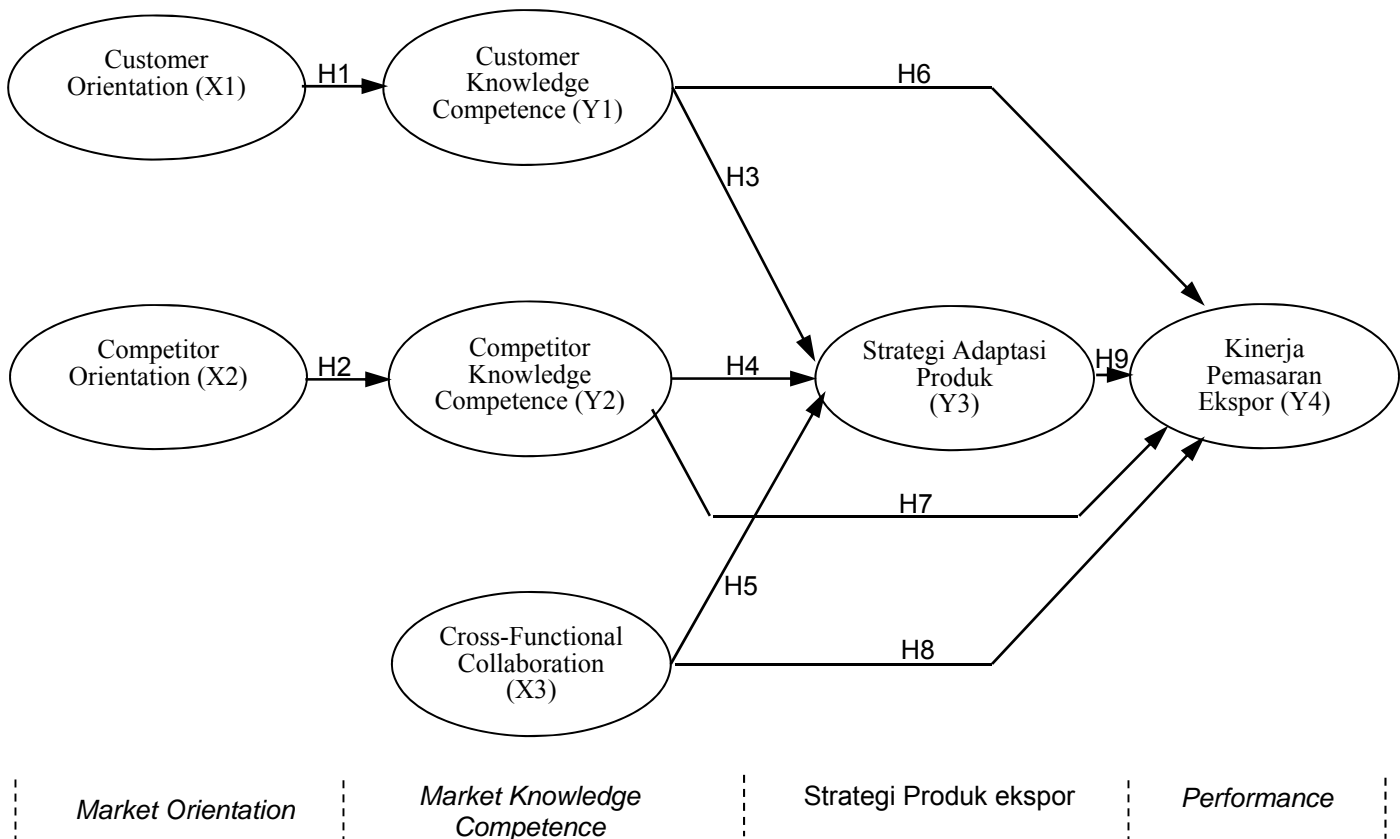 Customer
Orientation (X1)
H1
Customer
Knowledge
Competence (Y1)
H6
H3
Competitor
Orientation (X2)
H2
Competitor
Knowledge
Competence (Y2)
H4
Strategi Adaptasi
Produk
(Y3)
H9
Kinerja
Pemasaran
Ekspor (Y4)
H7
H5
Cross-Functional
Collaboration
(X3)
H8
Market Orientation
Market Knowledge
Competence
Strategi Produk ekspor
Performance